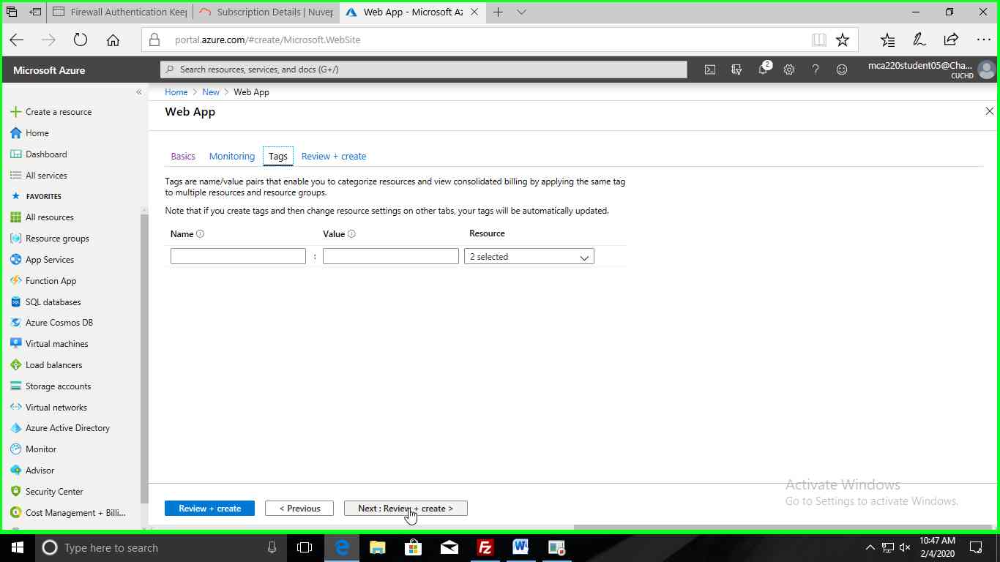 Firewall Authentication Keep
Subscription Details | Nuvep
Web App - Microsoft Az
portal.azure.com/#create/Microsoft.WebSite
Microsoft Azure
Search resources, services, and docs (G+/)
2
mca220student05@Cha...
CUCHD
«
Home > New > Web App
Web App
Create a resource
Home
Dashboard
All services
FAVORITES
All resources
Resource groups
App Services
Function App
SQL databases
Azure Cosmos DB
Virtual machines
Load balancers
Storage accounts
Virtual networks
Azure Active Directory
Monitor
Advisor
Security Center
Cost Management + Billi...
Basics Monitoring Tags Review + create
Tags are name/value pairs that enable you to categorize resources and view consolidated billing by applying the same tag
to multiple resources and resource groups.
Note that if you create tags and then change resource settings on other tabs, your tags will be automatically updated.
Name Value Resource
: 2 selected
Review + create < Previous Next : Review + create >
Activate Windows
Go to Settings to activate Windows.
Type here to search
10:47 AM
2/4/2020